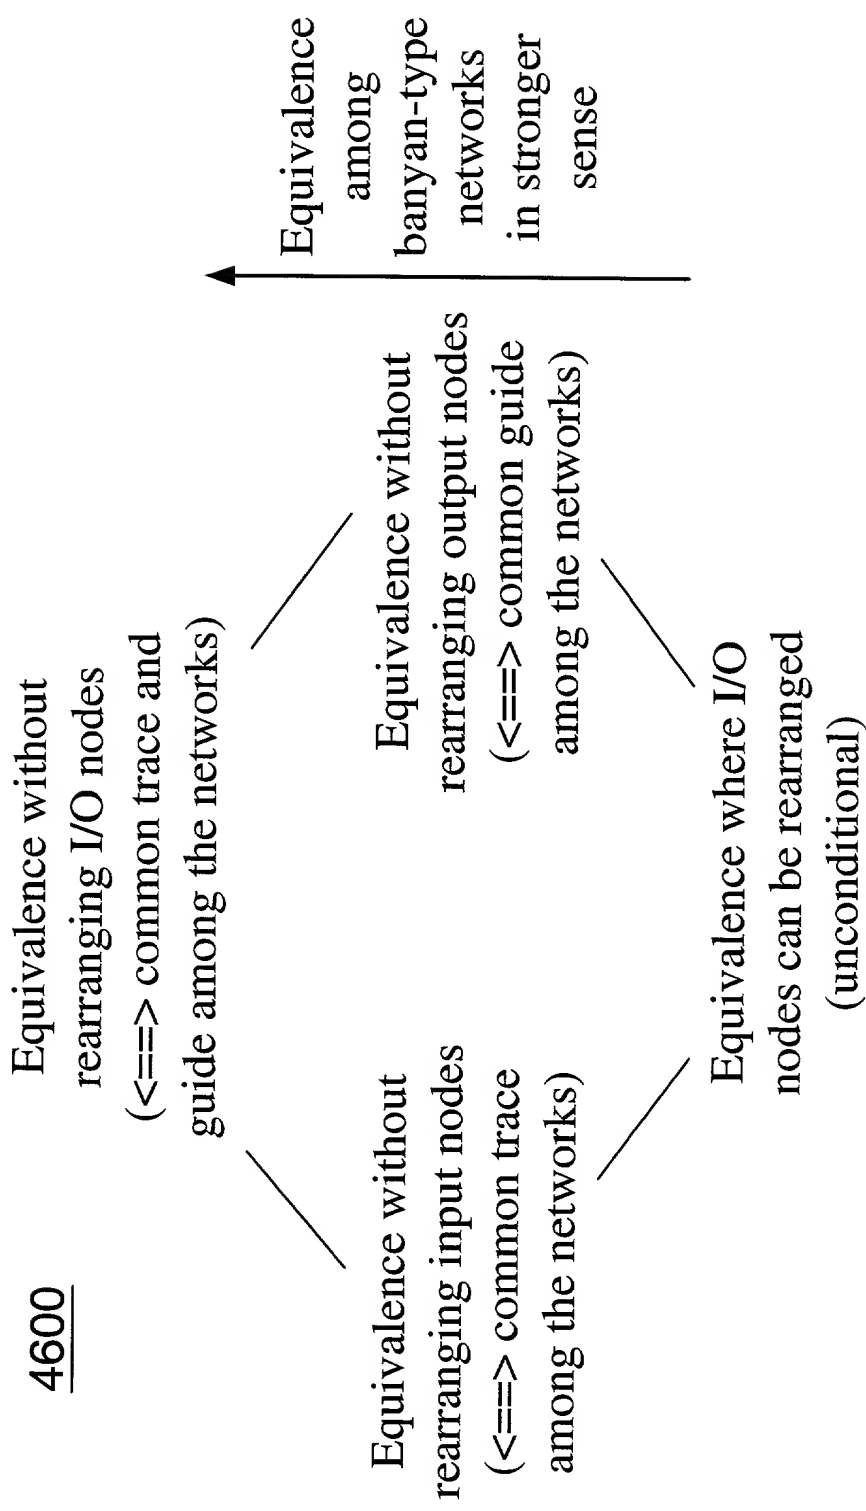 4600
Equivalence without
rearranging I/O nodes
(<==> common trace and
guide among the networks)
Equivalence without
rearranging input nodes
(<==> common trace
among the networks)
Equivalence without
rearranging output nodes
(<==> common guide
among the networks)
Equivalence where I/O
nodes can be rearranged
(unconditional)
Equivalence
among
banyan-type
networks
in stronger
sense